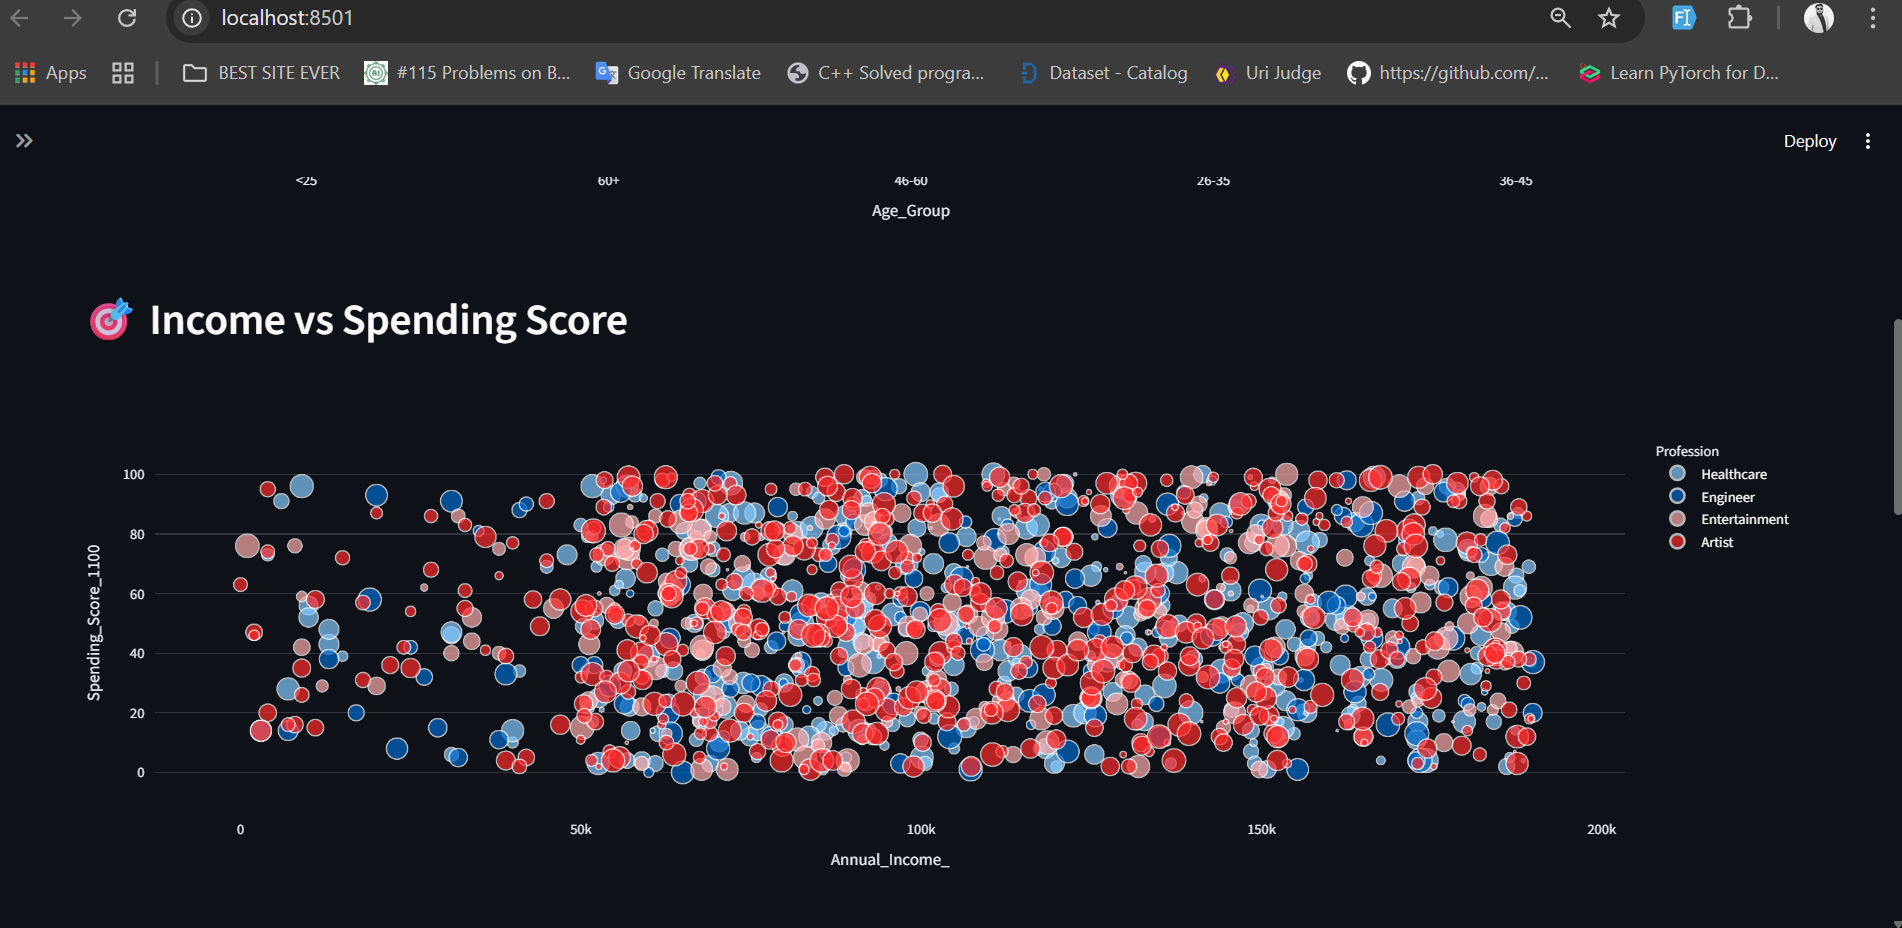 localhost:8501
Apps
BEST SITE EVER
#115 Problems on B...
Google Translate
C++ Solved progra...
Dataset - Catalog
Uri Judge
https://github.com/...
Learn PyTorch for D...
Deploy
<25 60+ 46-60 26-35 36-45
Age_Group
Income vs Spending Score
Profession
Healthcare
Engineer
Entertainment
Artist
100
80
60
40
20
0
Spending_Score_1100
0 50k 100k 150k 200k
Annual_Income_